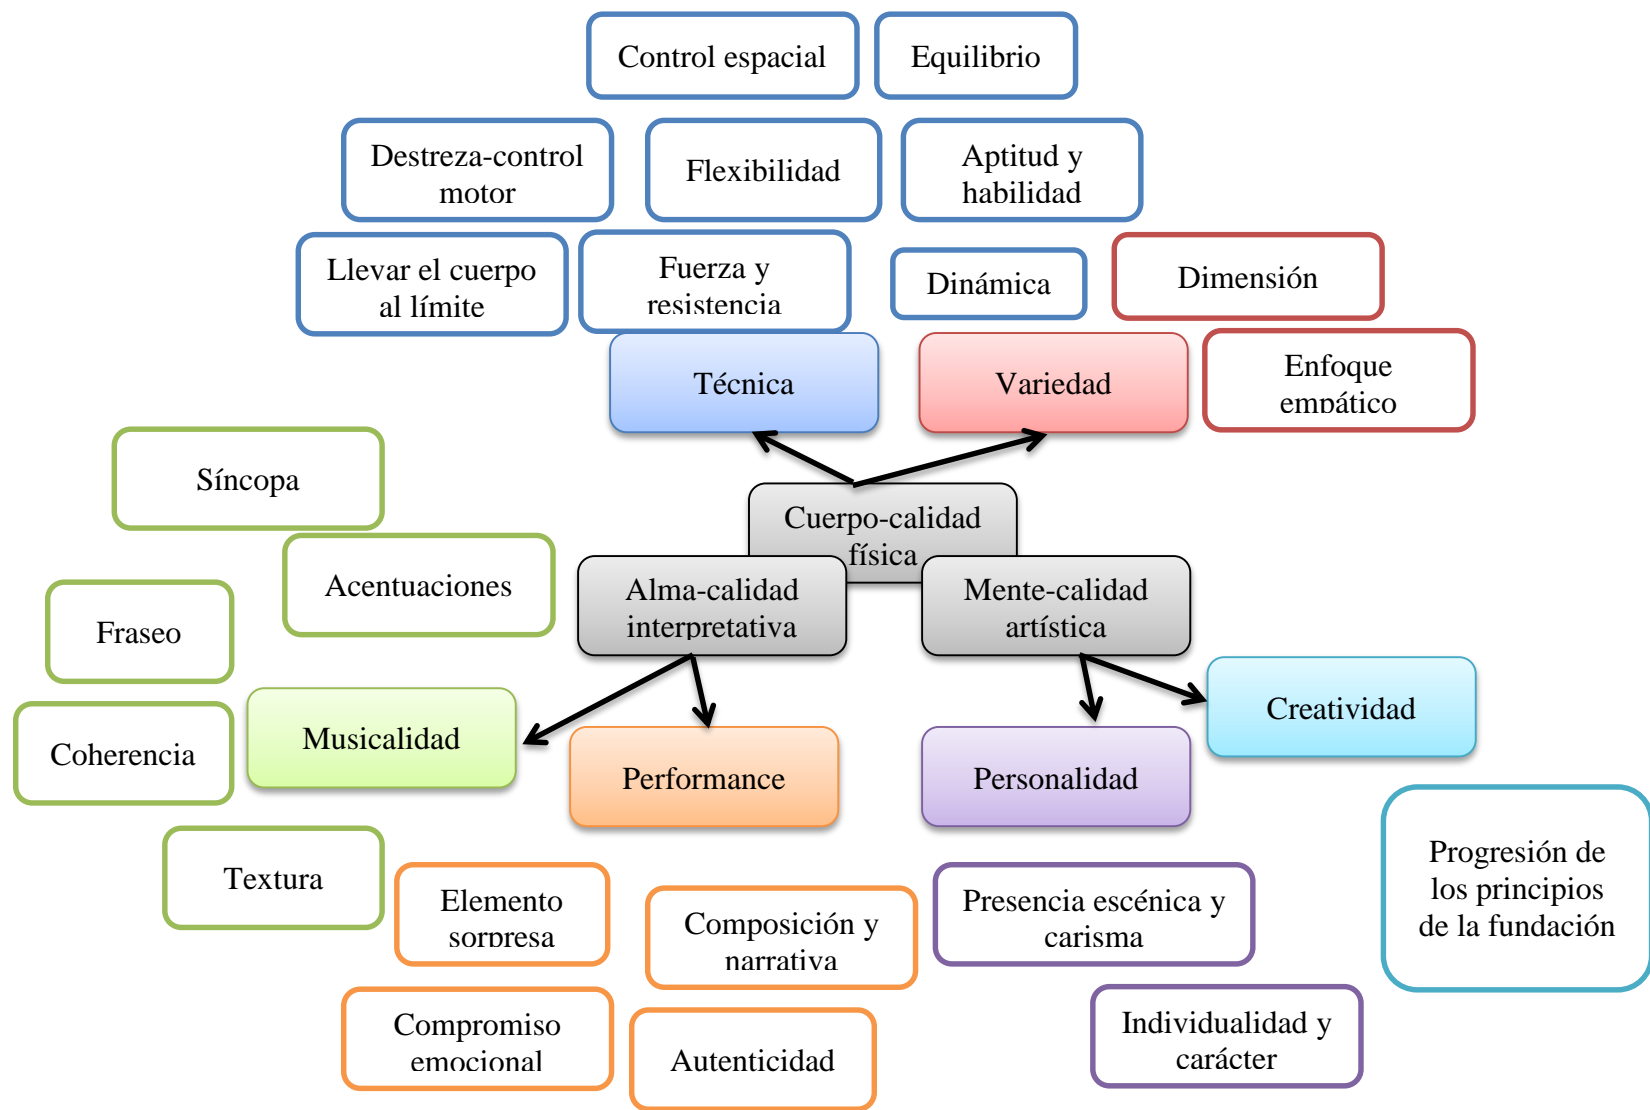 Control espacial
Equilibrio
Destreza-control
motor
Flexibilidad
Aptitud y
habilidad
Llevar el cuerpo
al límite
Fuerza y
resistencia
Dinámica
Dimensión
Técnica
Variedad
Enfoque
empático
Síncopa
Cuerpo-calidad
física
Acentuaciones
Alma-calidad
interpretativa
Mente-calidad
artística
Fraseo
Musicalidad
Creatividad
Coherencia
Performance
Personalidad
Textura
Elemento
sorpresa
Composición y
narrativa
Presencia escénica y
carisma
Progresión de
los principios
de la fundación
Compromiso
emocional
Autenticidad
Individualidad y
carácter